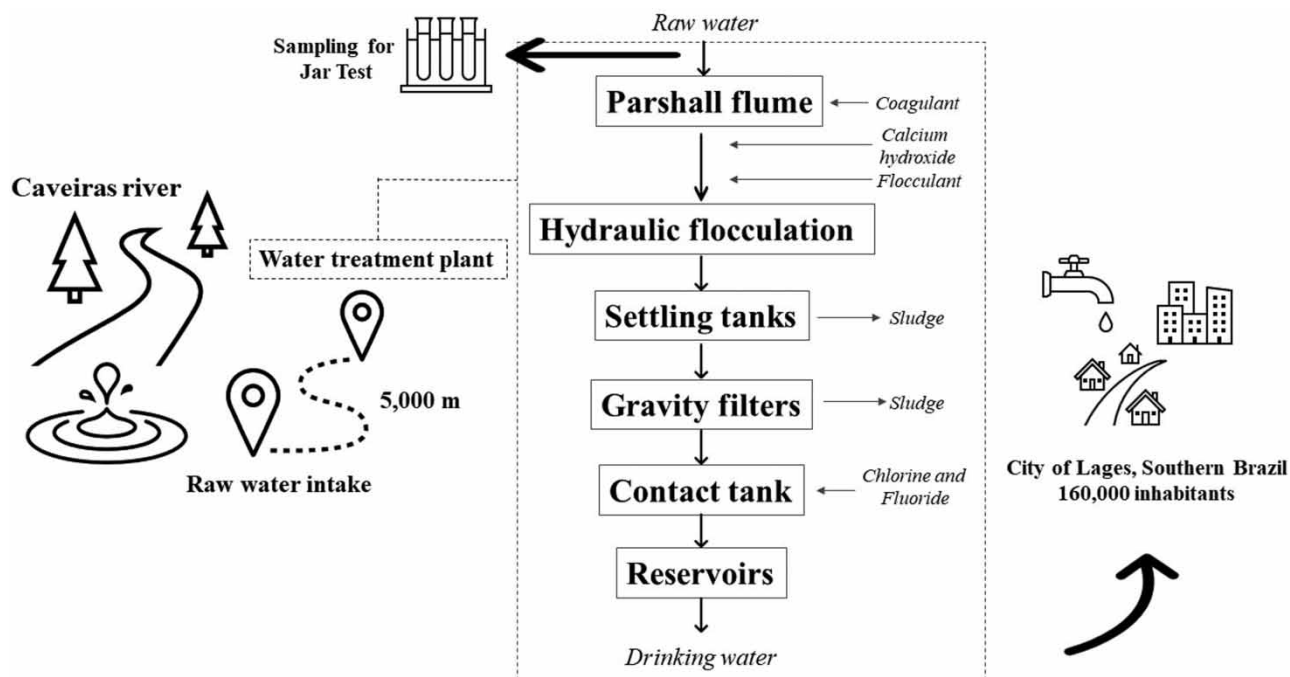 Raw water
Sampling for
Jar Test
Parshall flume
Coagulant
Calcium
hydroxide
Flocculant
Caveiras river
Hydraulic flocculation
Water treatment plant
Settling tanks
Sludge
5,000 m
Gravity filters
Sludge
Raw water intake
Contact tank
Chlorine and
Fluoride
City of Lages, Southern Brazil
160,000 inhabitants
Reservoirs
Drinking water